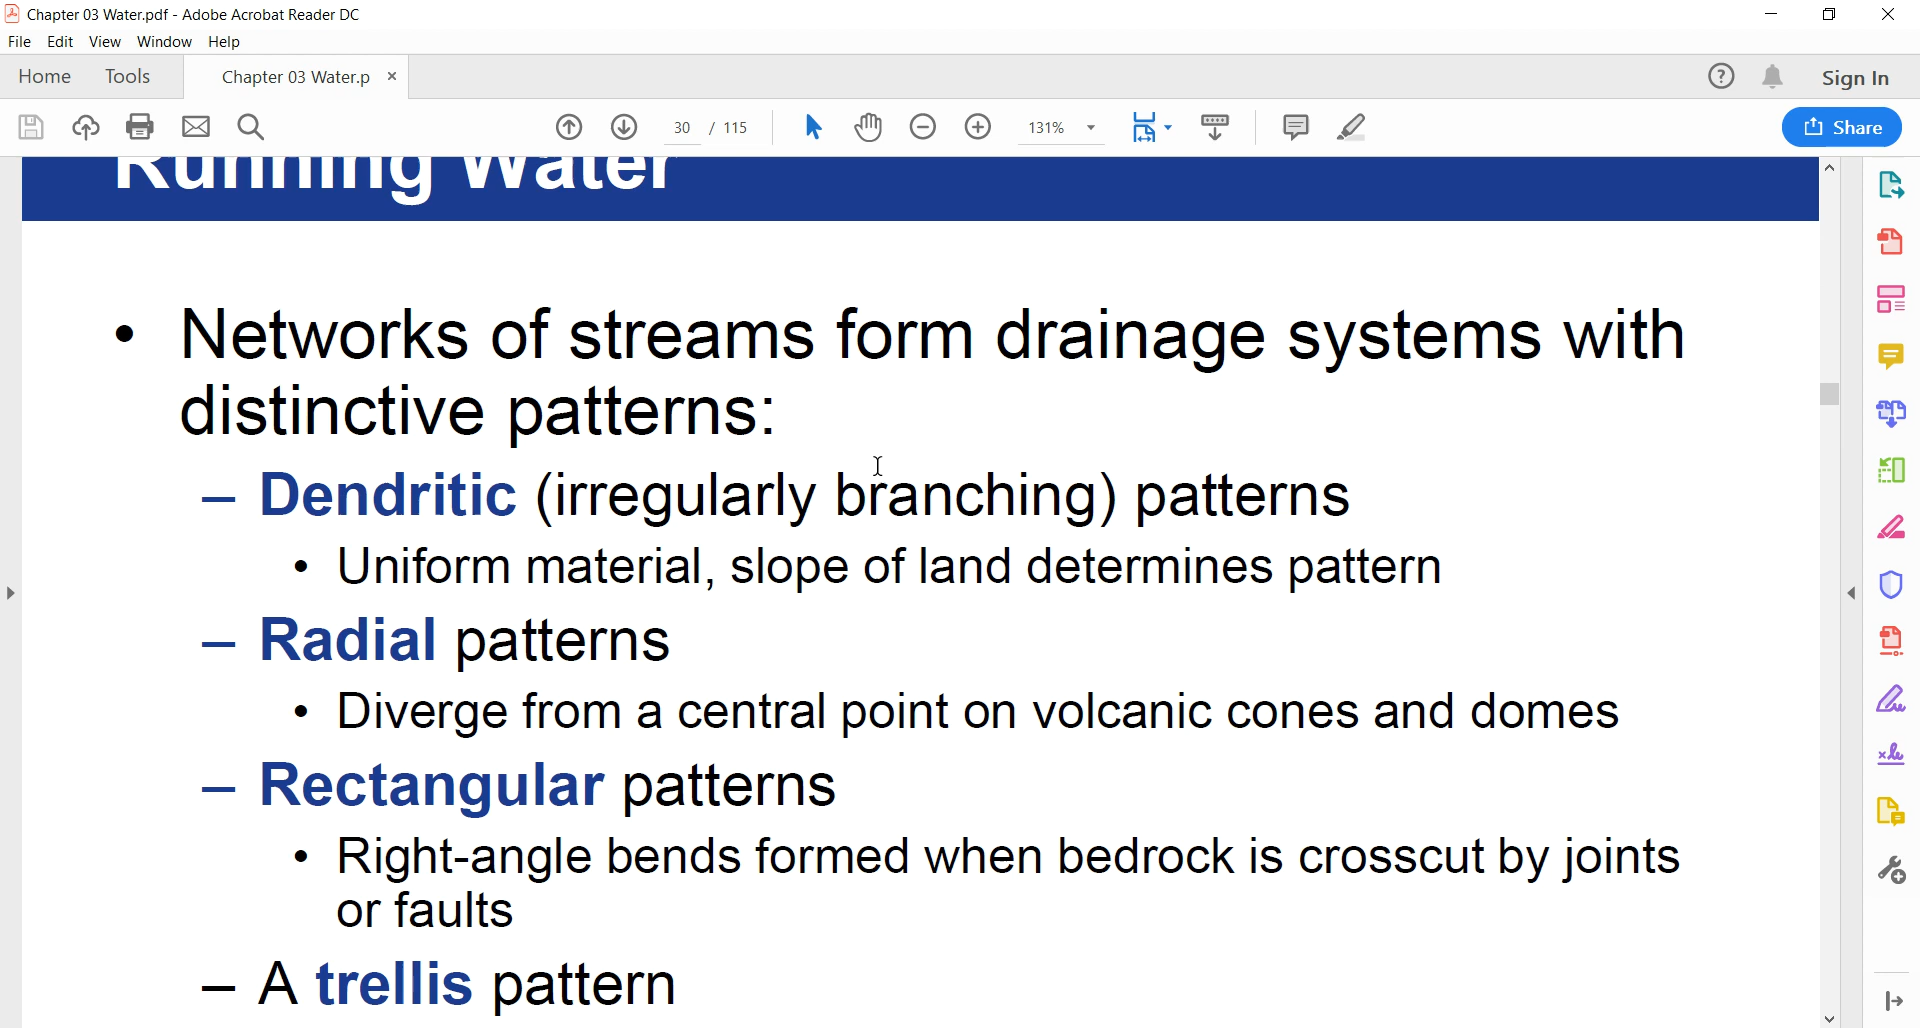 Chapter 03 Water.pdf - Adobe Acrobat Reader DC
File Edit View Window Help
Home Tools Chapter 03 Water.p × Sign In
30 / 115 131% Share
Running Water
• Networks of streams form drainage systems with
distinctive patterns:
– Dendritic (irregularly branching) patterns
• Uniform material, slope of land determines pattern
– Radial patterns
• Diverge from a central point on volcanic cones and domes
– Rectangular patterns
• Right-angle bends formed when bedrock is crosscut by joints
or faults
– A trellis pattern